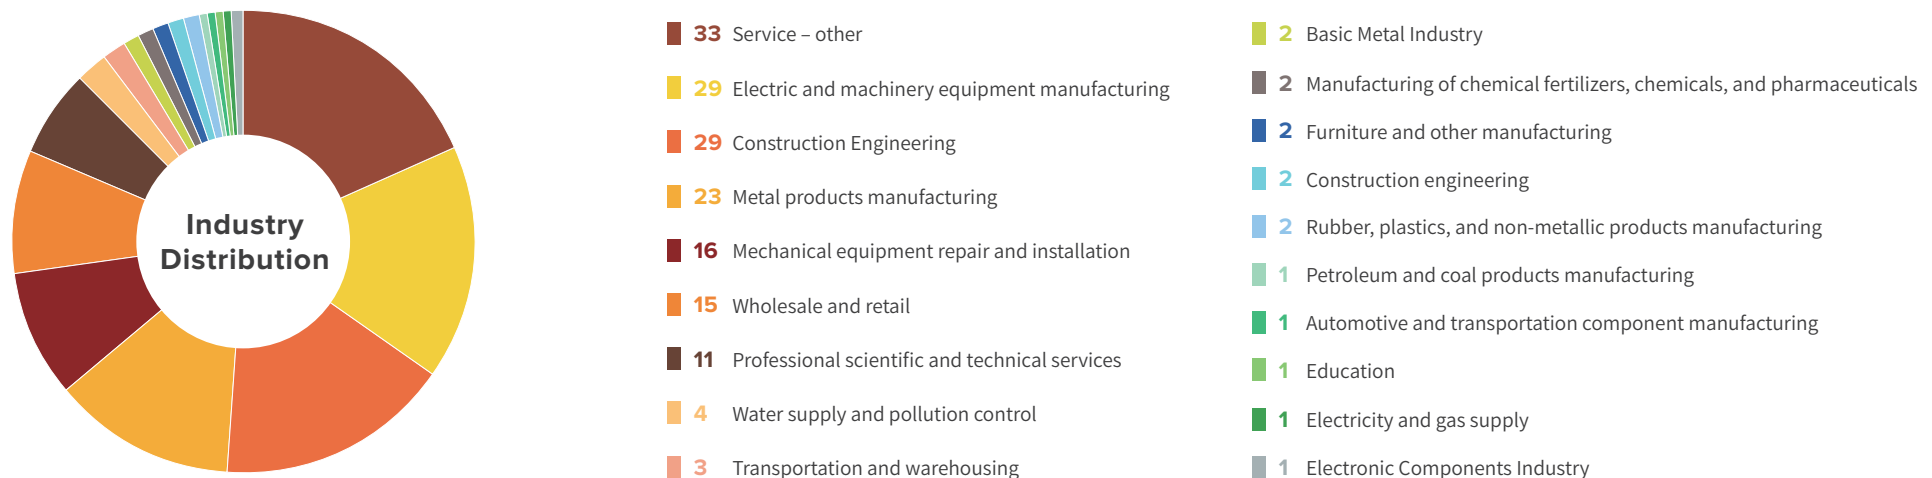 Industry
Distribution
33 Service – other
29 Electric and machinery equipment manufacturing
29 Construction Engineering
23 Metal products manufacturing
16 Mechanical equipment repair and installation
15 Wholesale and retail
11 Professional scientific and technical services
4 Water supply and pollution control
3 Transportation and warehousing
2 Basic Metal Industry
2 Manufacturing of chemical fertilizers, chemicals, and pharmaceuticals
2 Furniture and other manufacturing
2 Construction engineering
2 Rubber, plastics, and non-metallic products manufacturing
1 Petroleum and coal products manufacturing
1 Automotive and transportation component manufacturing
1 Education
1 Electricity and gas supply
1 Electronic Components Industry